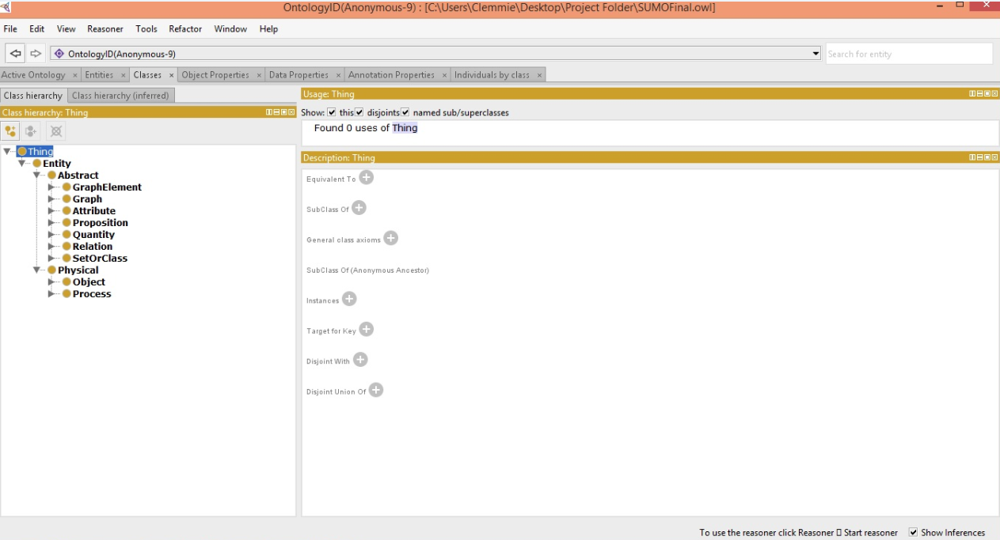 OntologyID(Anonymous-9) : [C:\Users\Clemmie\Desktop\Project Folder\SUMOFinal.owl]
File Edit View Reasoner Tools Refactor Window Help
OntologyID(Anonymous-9)
Search for entity
Active Ontology × Entities × Classes × Object Properties × Data Properties × Annotation Properties × Individuals by class ×
Class hierarchy Class hierarchy (inferred)
Class hierarchy: Thing
Thing
Entity
Abstract
GraphElement
Graph
Attribute
Proposition
Quantity
Relation
SetOrClass
Physical
Object
Process
Usage: Thing
Show: this disjoints named sub/superclasses
Found 0 uses of Thing
Description: Thing
Equivalent To
SubClass Of
General class axioms
SubClass Of (Anonymous Ancestor)
Instances
Target for Key
Disjoint With
Disjoint Union Of
To use the reasoner click Reasoner ▯ Start reasoner Show Inferences